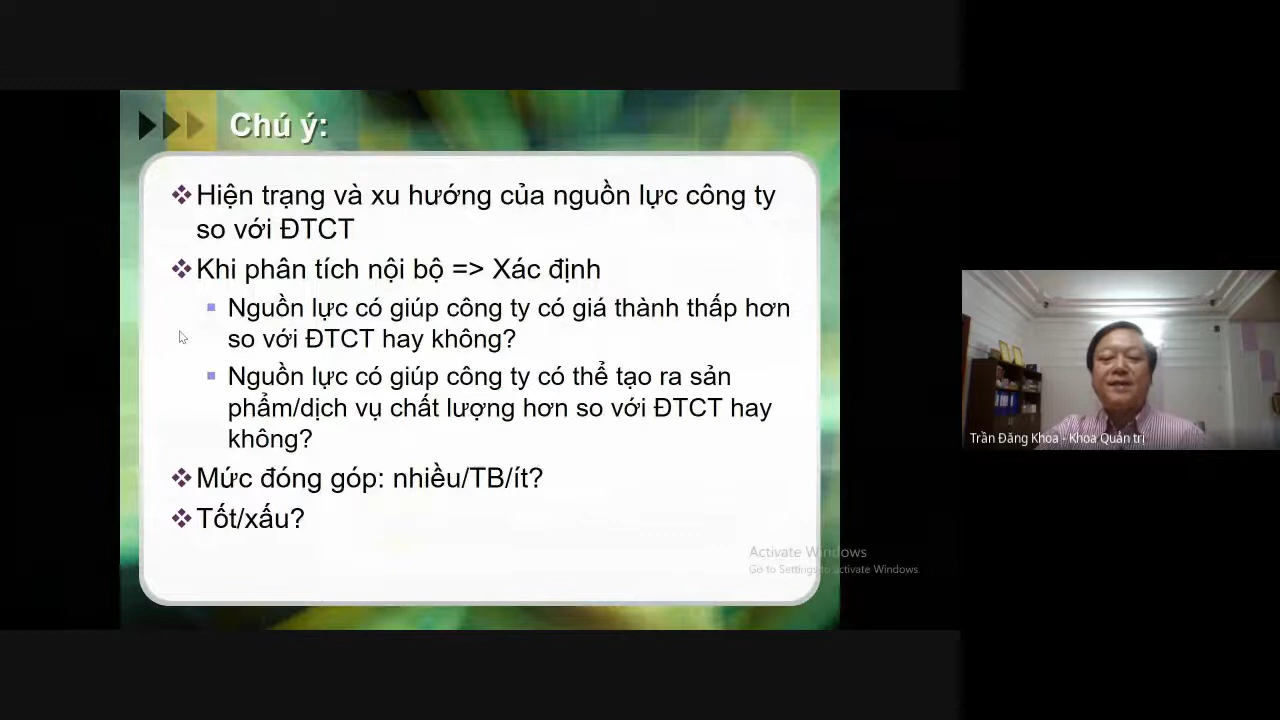 Chú ý:
Hiện trạng và xu hướng của nguồn lực công ty
so với ĐTCT
Khi phân tích nội bộ => Xác định
Nguồn lực có giúp công ty có giá thành thấp hơn
so với ĐTCT hay không?
Nguồn lực có giúp công ty có thể tạo ra sản
phẩm/dịch vụ chất lượng hơn so với ĐTCT hay
không?
Mức đóng góp: nhiều/TB/ít?
Tốt/xấu?
Activate Windows
Go to Settings to activate Windows.
Trần Đăng Khoa - Khoa Quản trị